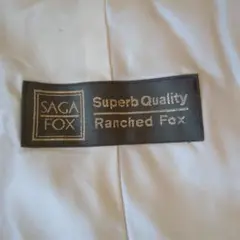 SAGA
FOX
Superb Quality
Ranched Fox